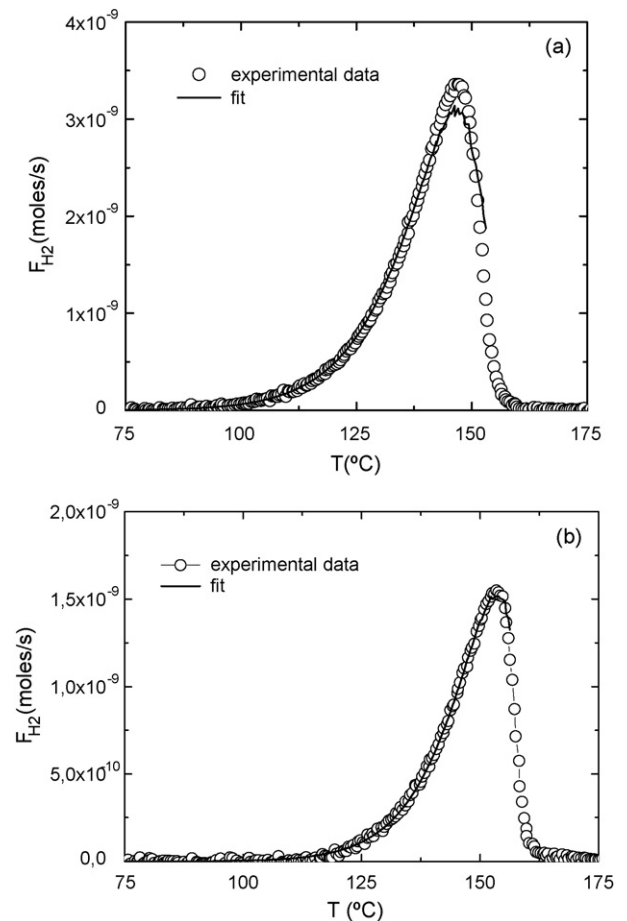 4x10⁻⁹
(a)
experimental data
fit
3x10⁻⁹
2x10⁻⁹
1x10⁻⁹
0
75 100 125 150 175
T(ºC)
F_H2 (moles/s)
2,0x10⁻⁹
(b)
experimental data
fit
1,5x10⁻⁹
1,0x10⁻⁹
5,0x10¹⁰
0,0
75 100 125 150 175
T (ºC)
F_H2 (moles/s)